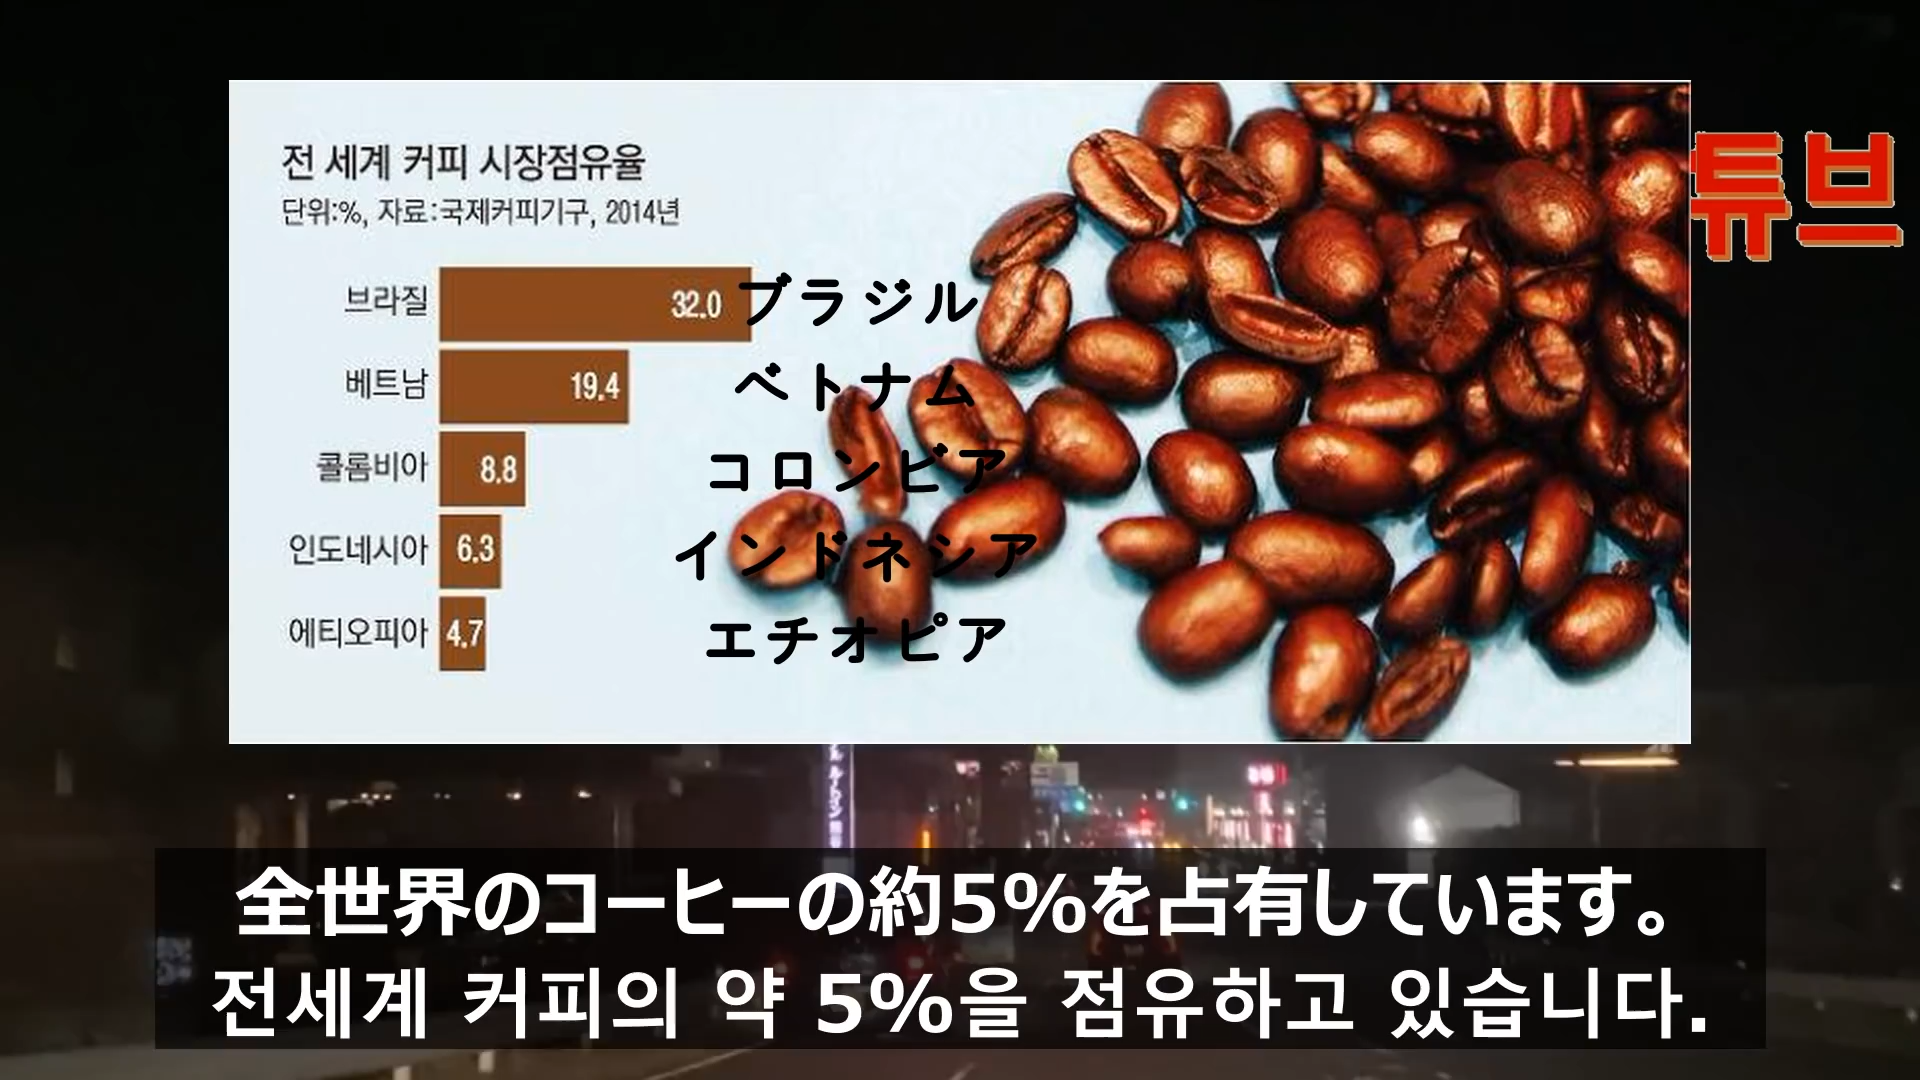 전 세계 커피 시장점유율
단위:%, 자료:국제커피기구, 2014년
튜브
브라질 32.0 ブラジル
베트남 19.4 ベトナム
콜롬비아 8.8 コロンビア
인도네시아 6.3 インドネシア
에티오피아 4.7 エチオピア
全世界のコーヒーの約5%を占有しています。
전세계 커피의 약 5%을 점유하고 있습니다.